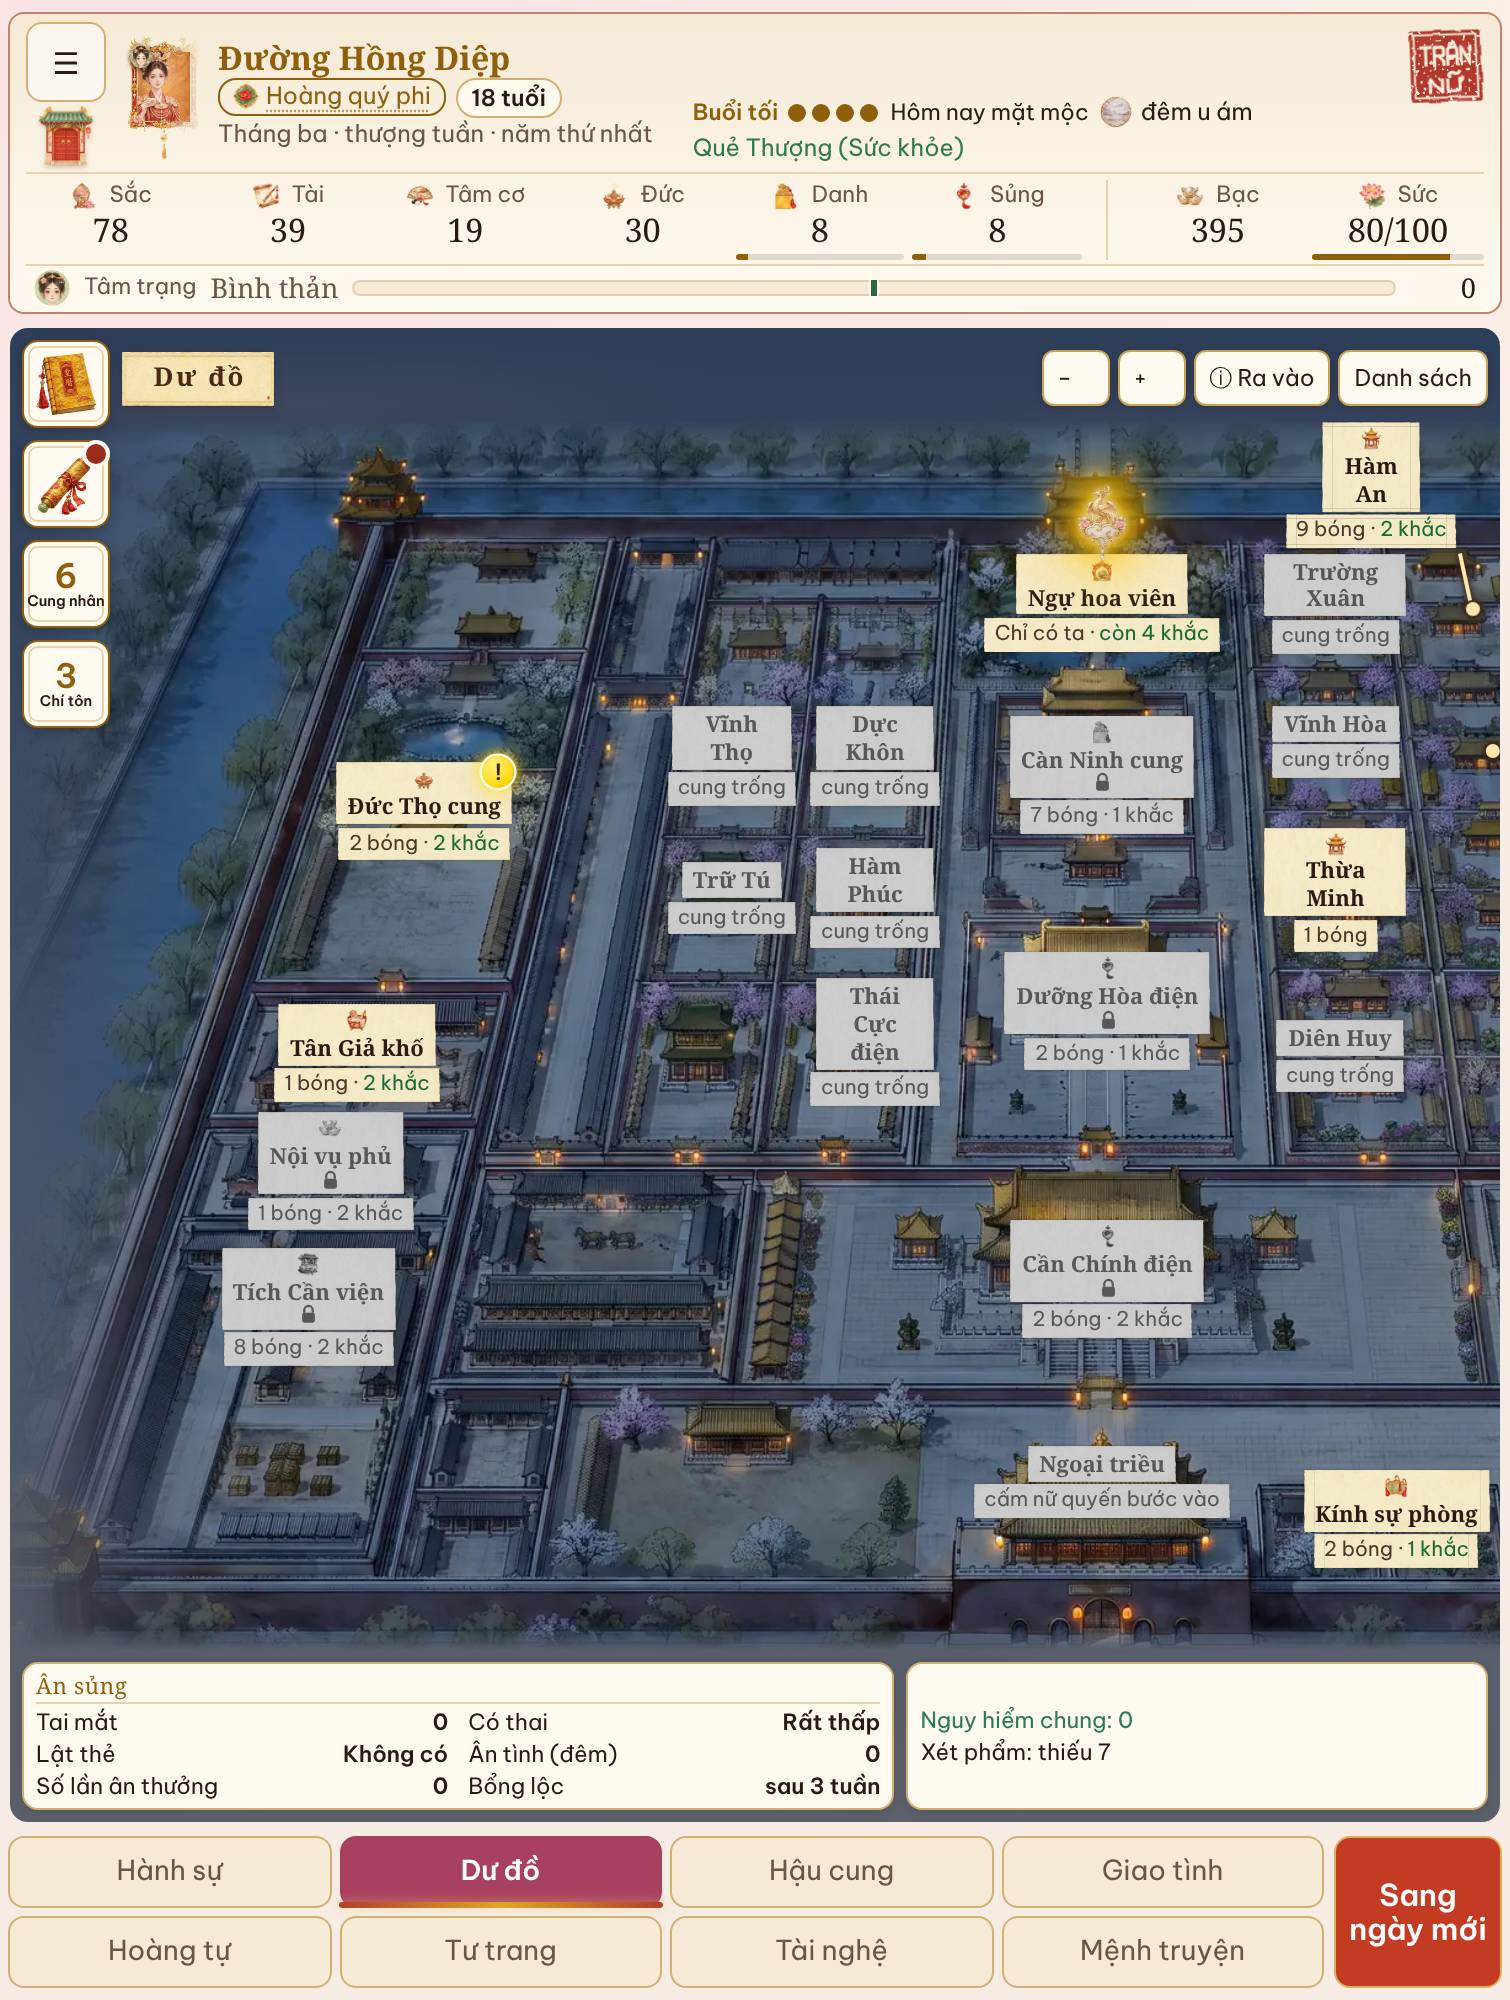 ☰
Đường Hồng Diệp
Hoàng quý phi
18 tuổi
Tháng ba · thượng tuần · năm thứ nhất
Buổi tối
Hôm nay mặt mộc
đêm u ám
Quẻ Thượng (Sức khỏe)
TRÂN
NỮ
Sắc
78
Tài
39
Tâm cơ
19
Đức
30
Danh
8
Sủng
8
Bạc
395
Sức
80/100
Tâm trạng
Bình thản
0
Dư đồ
−
+
ⓘ Ra vào
Danh sách
6
Cung nhân
3
Chí tôn
Hàm
An
9 bóng · 2 khắc
Ngự hoa viên
Chỉ có ta · còn 4 khắc
Trường
Xuân
cung trống
Vĩnh
Thọ
cung trống
Dực
Khôn
cung trống
Càn Ninh cung
7 bóng · 1 khắc
Vĩnh Hòa
cung trống
!
Đức Thọ cung
2 bóng · 2 khắc
Trữ Tú
cung trống
Hàm
Phúc
cung trống
Thừa
Minh
1 bóng
Dưỡng Hòa điện
2 bóng · 1 khắc
Thái
Cực
điện
cung trống
Diên Huy
cung trống
Tân Giả khố
1 bóng · 2 khắc
Nội vụ phủ
1 bóng · 2 khắc
Tích Cần viện
8 bóng · 2 khắc
Cần Chính điện
2 bóng · 2 khắc
Ngoại triều
cấm nữ quyến bước vào
Kính sự phòng
2 bóng · 1 khắc
Ân sủng
Tai mắt 0
Có thai Rất thấp
Lật thẻ Không có
Ân tình (đêm) 0
Số lần ân thưởng 0
Bổng lộc sau 3 tuần
Nguy hiểm chung: 0
Xét phẩm: thiếu 7
Hành sự
Dư đồ
Hậu cung
Giao tình
Hoàng tự
Tư trang
Tài nghệ
Mệnh truyện
Sang
ngày mới